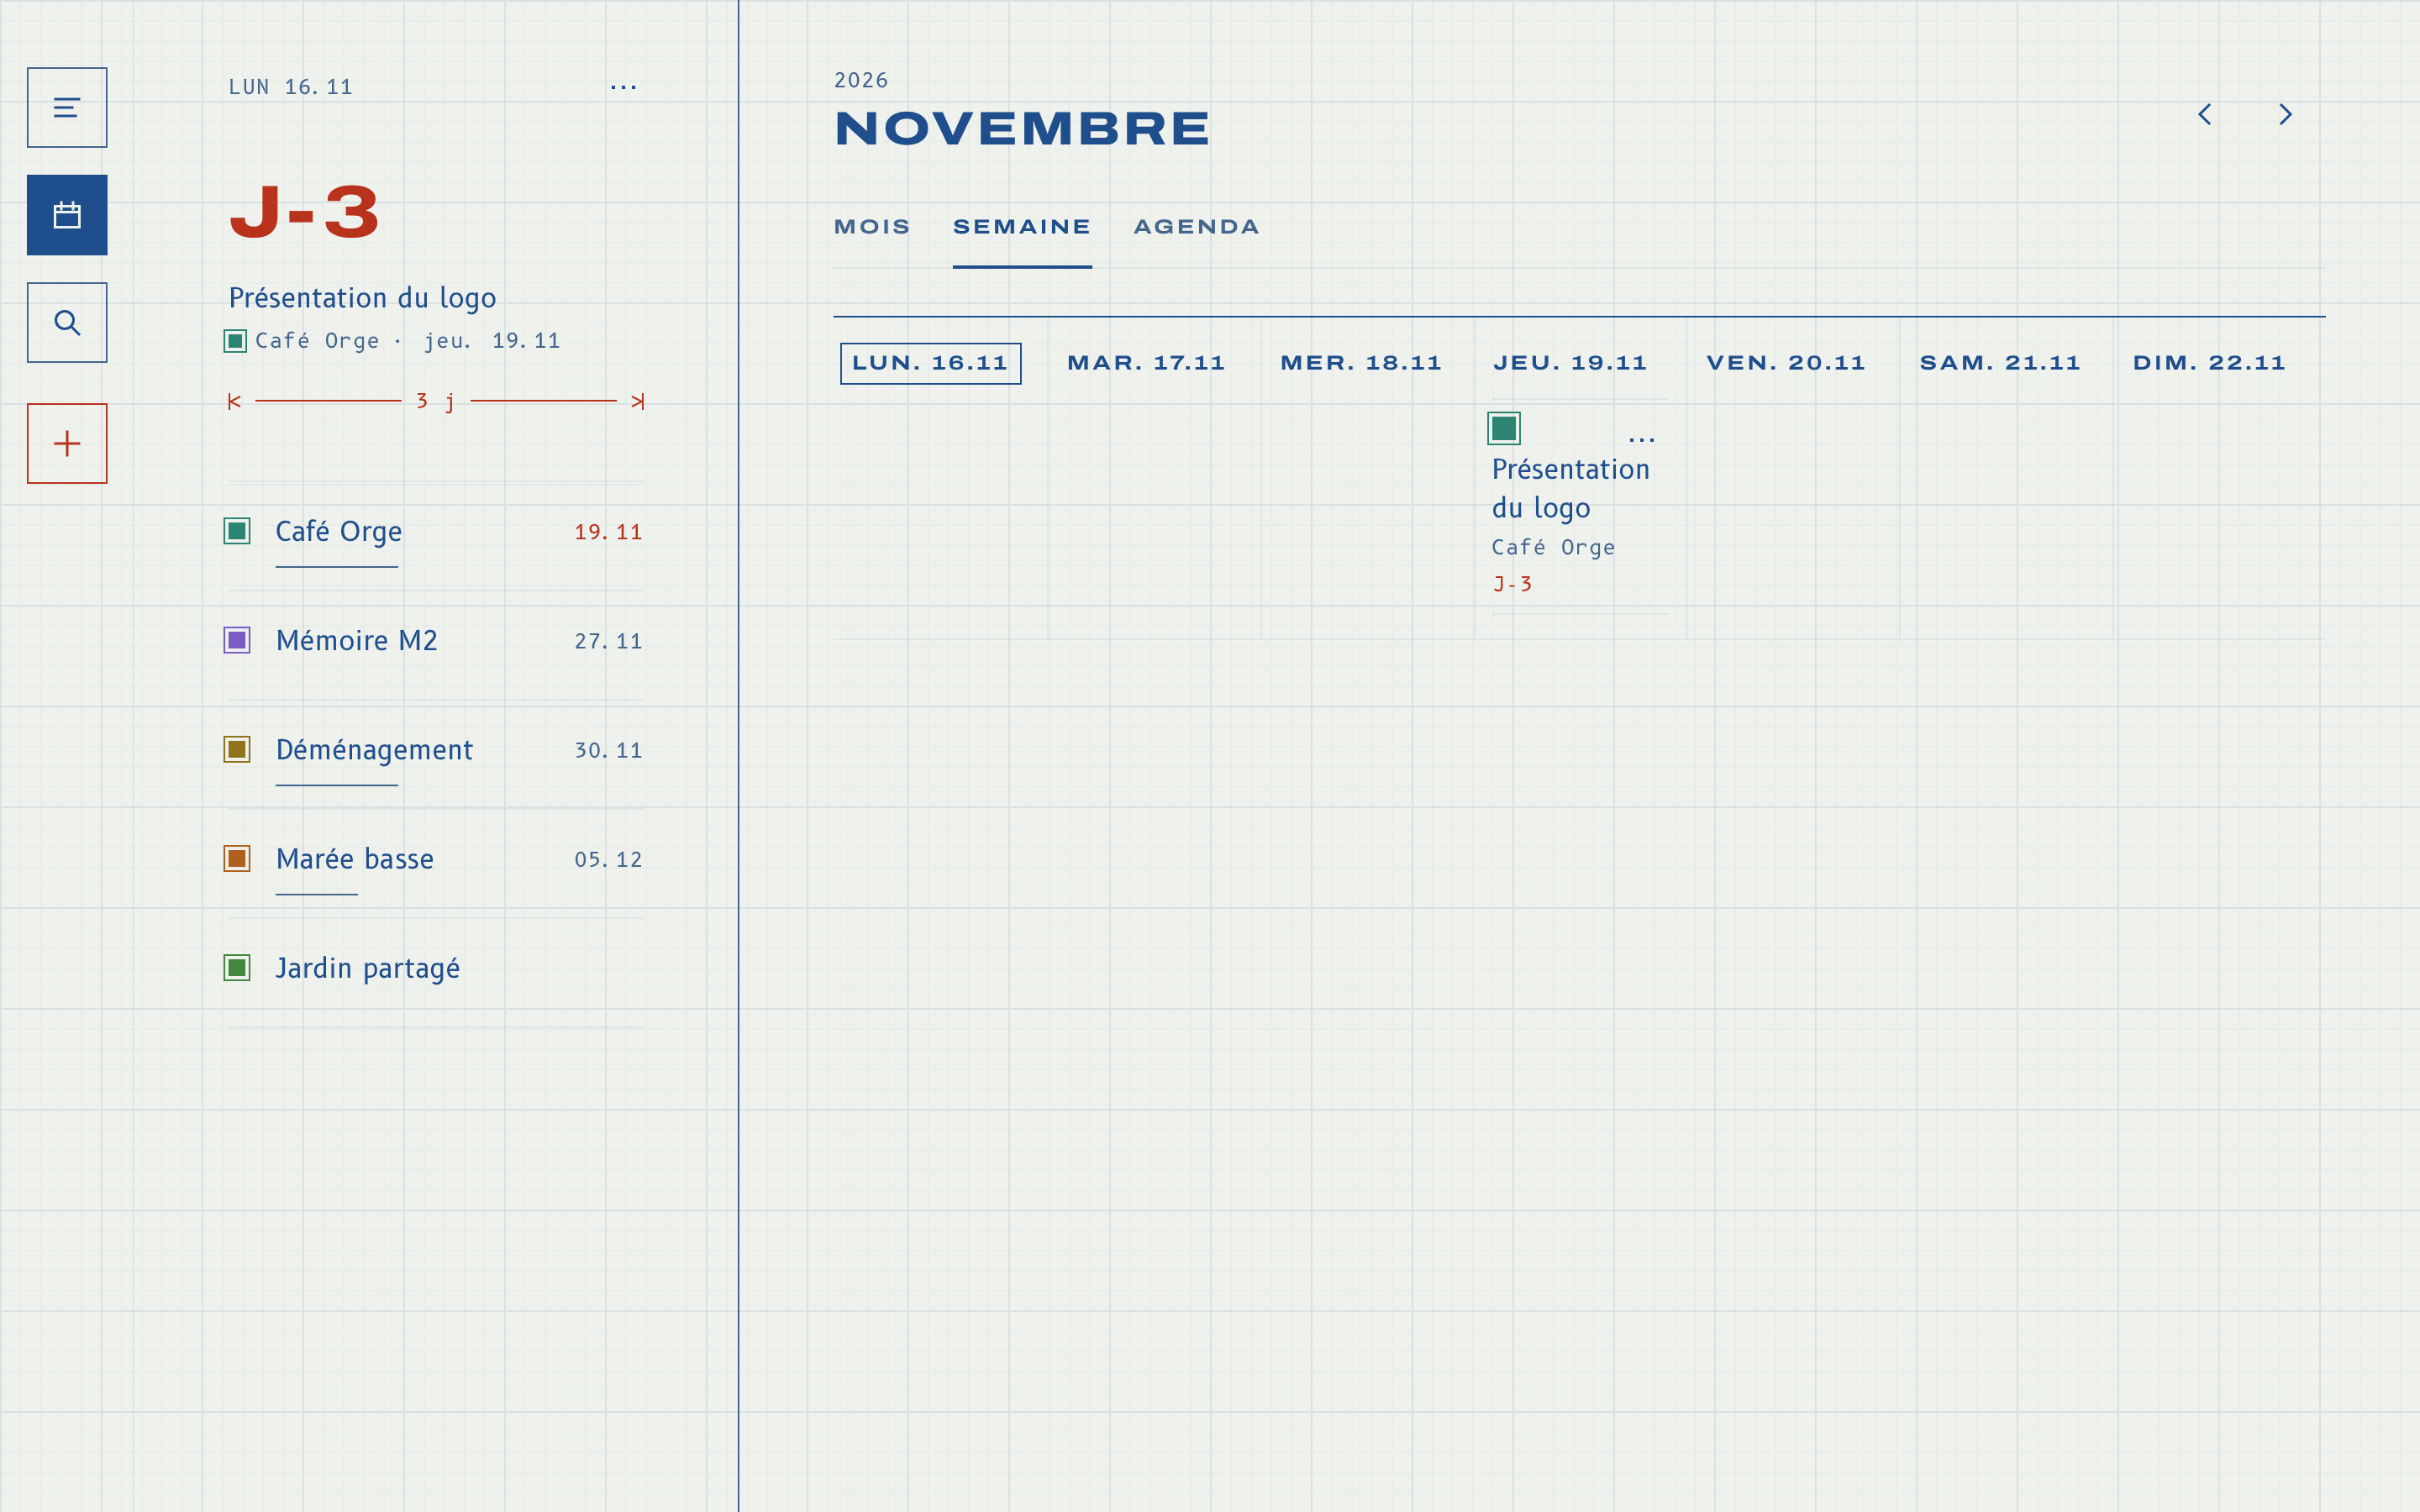 LUN 16.11
...
J-3
Présentation du logo
Café Orge · jeu. 19.11
3 j
Café Orge 19.11
Mémoire M2 27.11
Déménagement 30.11
Marée basse 05.12
Jardin partagé
2026
NOVEMBRE
MOIS SEMAINE AGENDA
LUN. 16.11 MAR. 17.11 MER. 18.11 JEU. 19.11 VEN. 20.11 SAM. 21.11 DIM. 22.11
...
Présentation
du logo
Café Orge
J-3